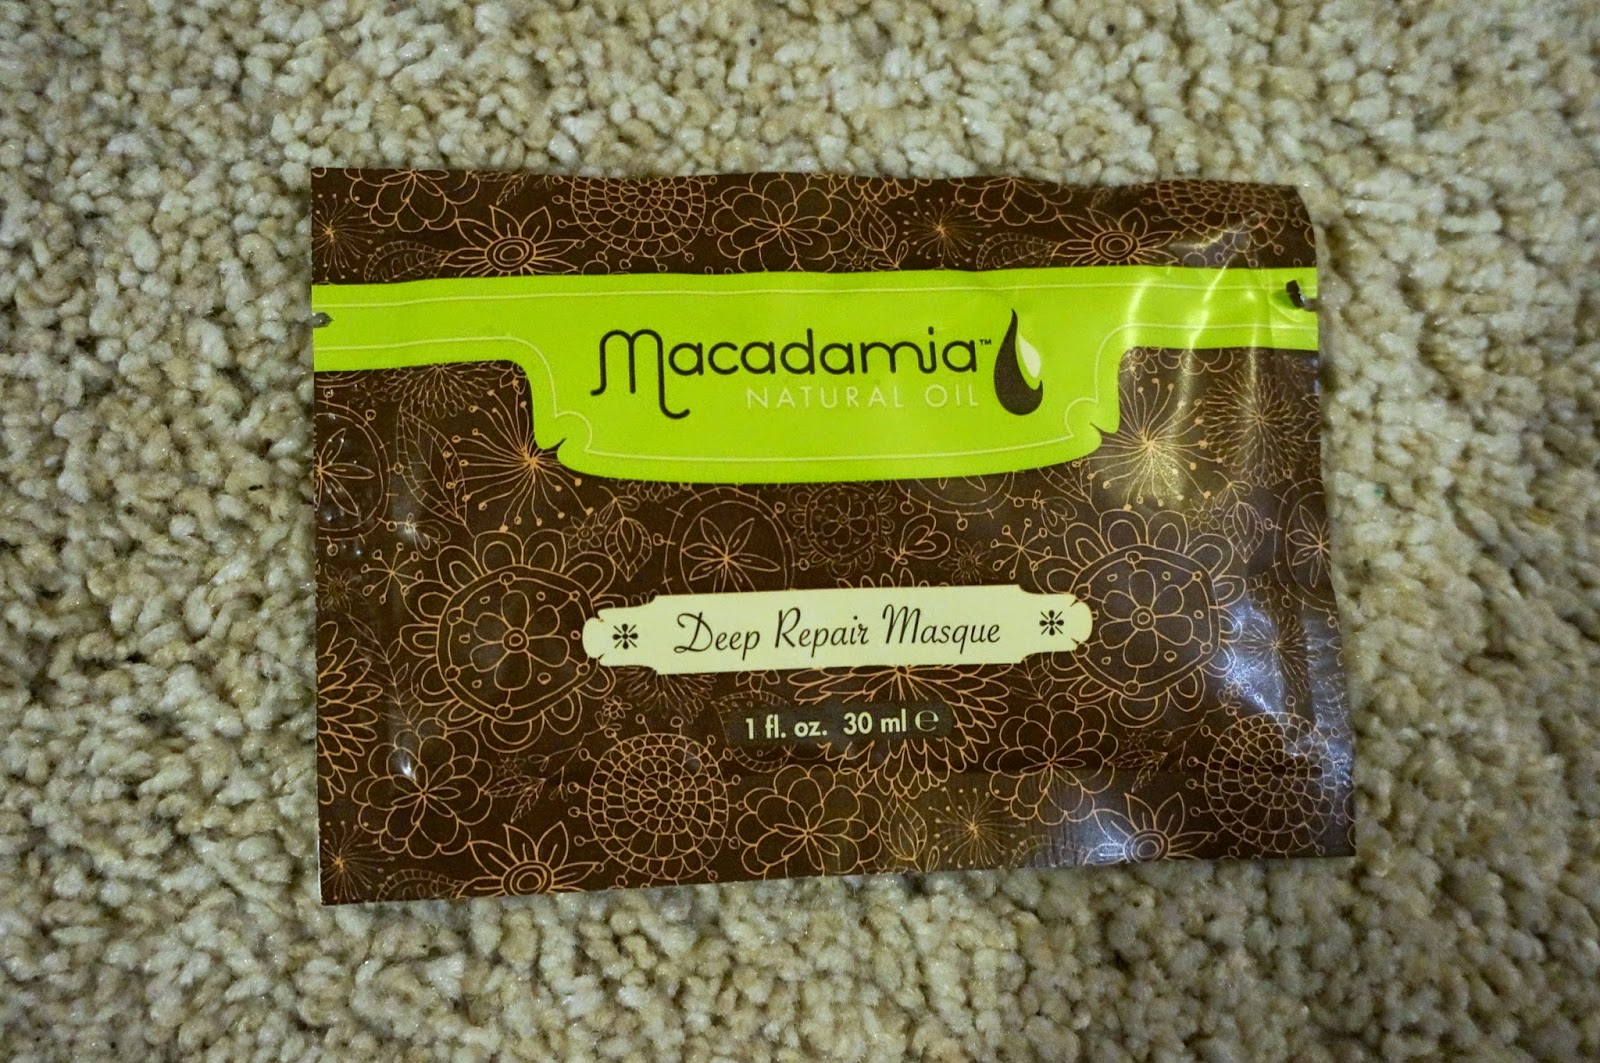 Macadamia™
NATURAL OIL
Deep Repair Masque
1 fl. oz. 30 ml ℮